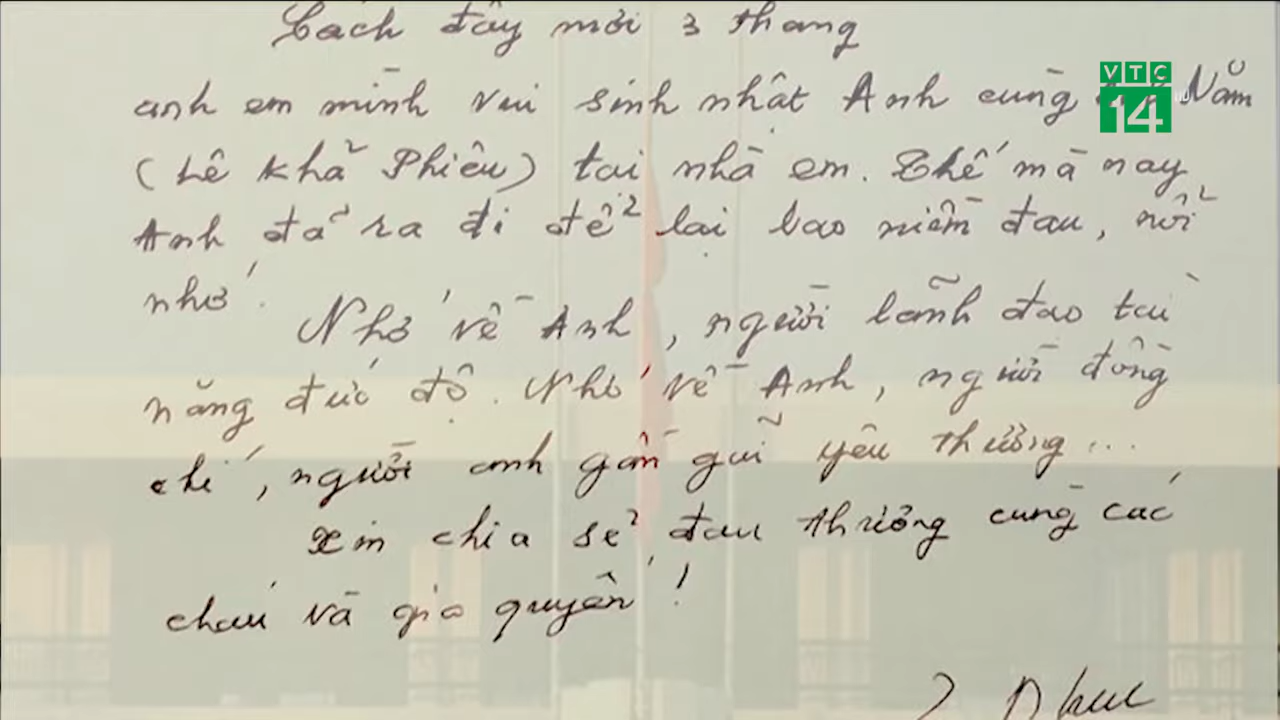 Cách đây mới 3 tháng
anh em mình vui sinh nhật Anh cùng Năm
(Lê Khả Phiêu) tại nhà em. Thế mà nay
Anh đã ra đi để lại bao niềm đau, nỗi
nhớ.
Nhớ về Anh, người lãnh đạo tài
năng đức độ. Nhớ về Anh, người đồng
chí, người anh gần gũi yêu thương...
Xin chia sẻ đau thương cùng các
cháu và gia quyến!
VTC
14